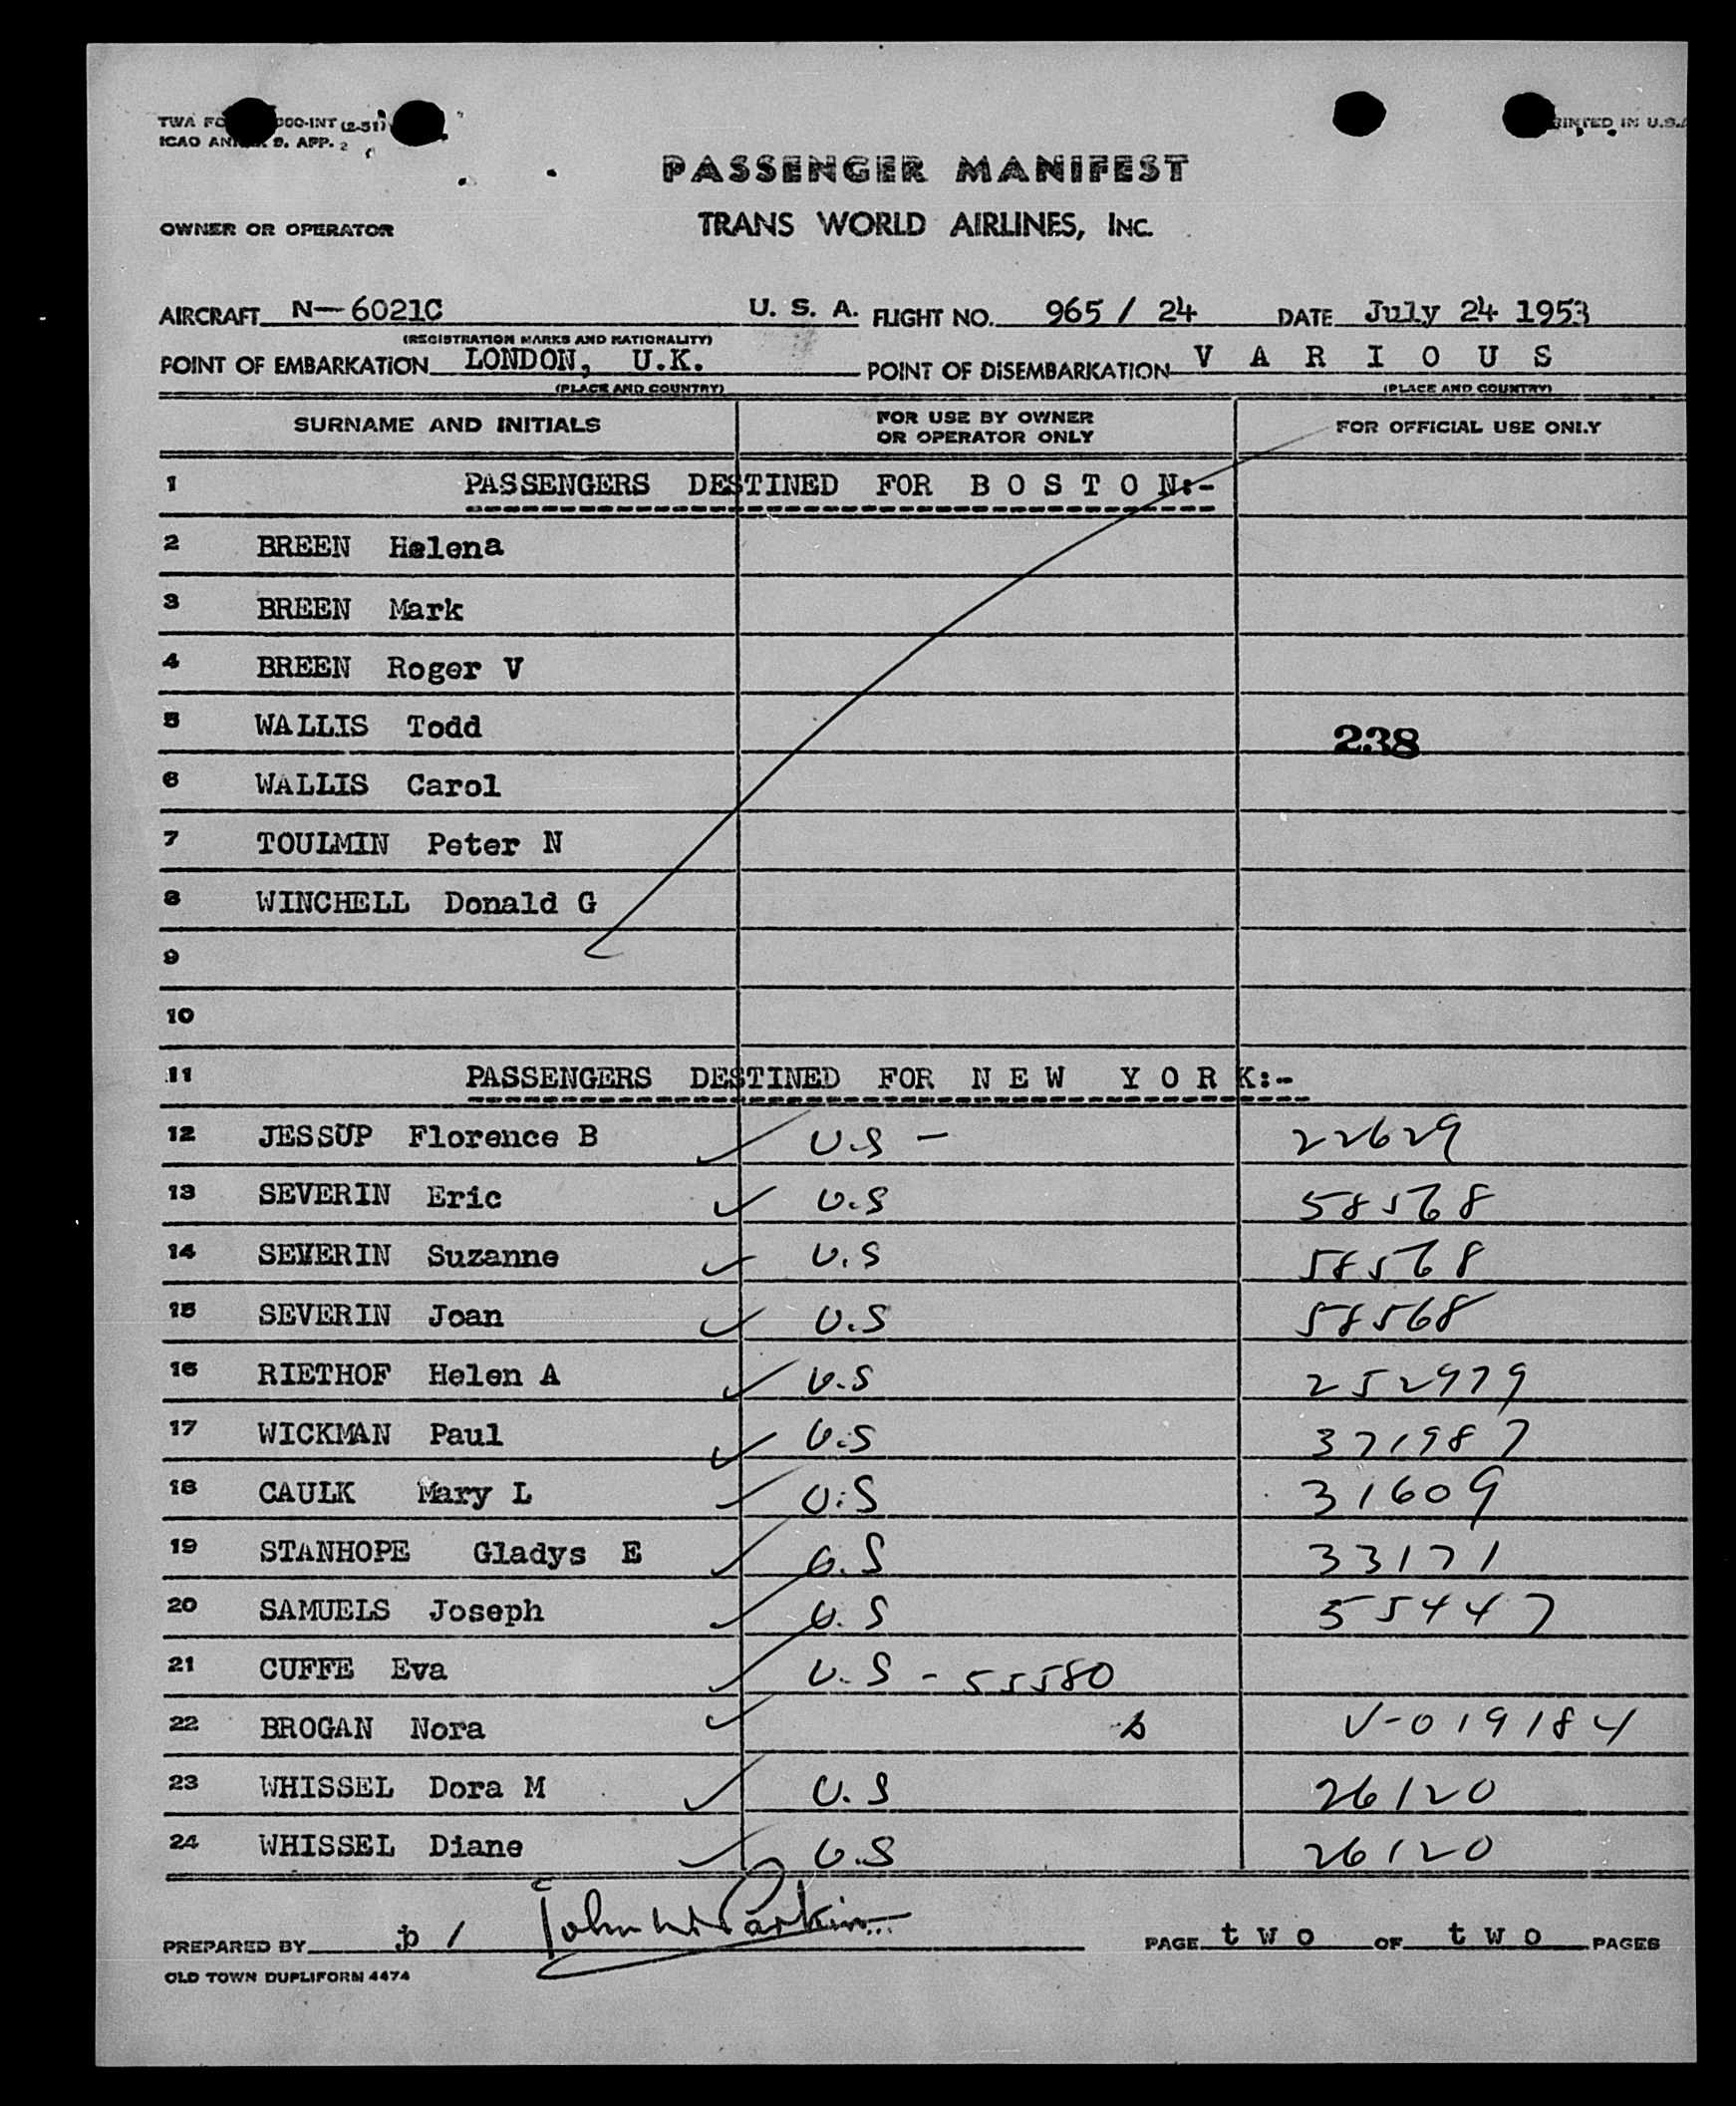 TWA FO 000-INT (2-51)
PRINTED IN U.S.A
ICAO ANNEX 9. APP. 2
PASSENGER MANIFEST
OWNER OR OPERATOR TRANS WORLD AIRLINES, INC.
AIRCRAFT N-6021C U. S. A. FLIGHT NO. 965 / 24 DATE July 24 1953
(REGISTRATION MARKS AND NATIONALITY)
POINT OF EMBARKATION LONDON, U.K. POINT OF DISEMBARKATION V A R I O U S
(PLACE AND COUNTRY) (PLACE AND COUNTRY)
SURNAME AND INITIALS FOR USE BY OWNER OR OPERATOR ONLY FOR OFFICIAL USE ONLY
1 PASSENGERS DESTINED FOR B O S T O N:-
2 BREEN Helena
3 BREEN Mark
4 BREEN Roger V
5 WALLIS Todd 238
6 WALLIS Carol
7 TOULMIN Peter N
8 WINCHELL Donald G
9
10
11 PASSENGERS DESTINED FOR N E W Y O R K:-
12 JESSUP Florence B ✓ U.S - 22629
13 SEVERIN Eric ✓ U.S 58568
14 SEVERIN Suzanne ✓ U.S 58568
15 SEVERIN Joan ✓ U.S 58568
16 RIETHOF Helen A ✓ U.S 252979
17 WICKMAN Paul ✓ U.S 371987
18 CAULK Mary L ✓ U.S 31609
19 STANHOPE Gladys E ✓ U.S 33171
20 SAMUELS Joseph ✓ U.S 55447
21 CUFFE Eva ✓ U.S - 55580
22 BROGAN Nora ✓ V-019184
23 WHISSEL Dora M ✓ U.S 26120
24 WHISSEL Diane ✓ U.S 26120
PREPARED BY jp / John W Parkin PAGE t w o OF t w o PAGES
OLD TOWN DUPLIFORM 4474